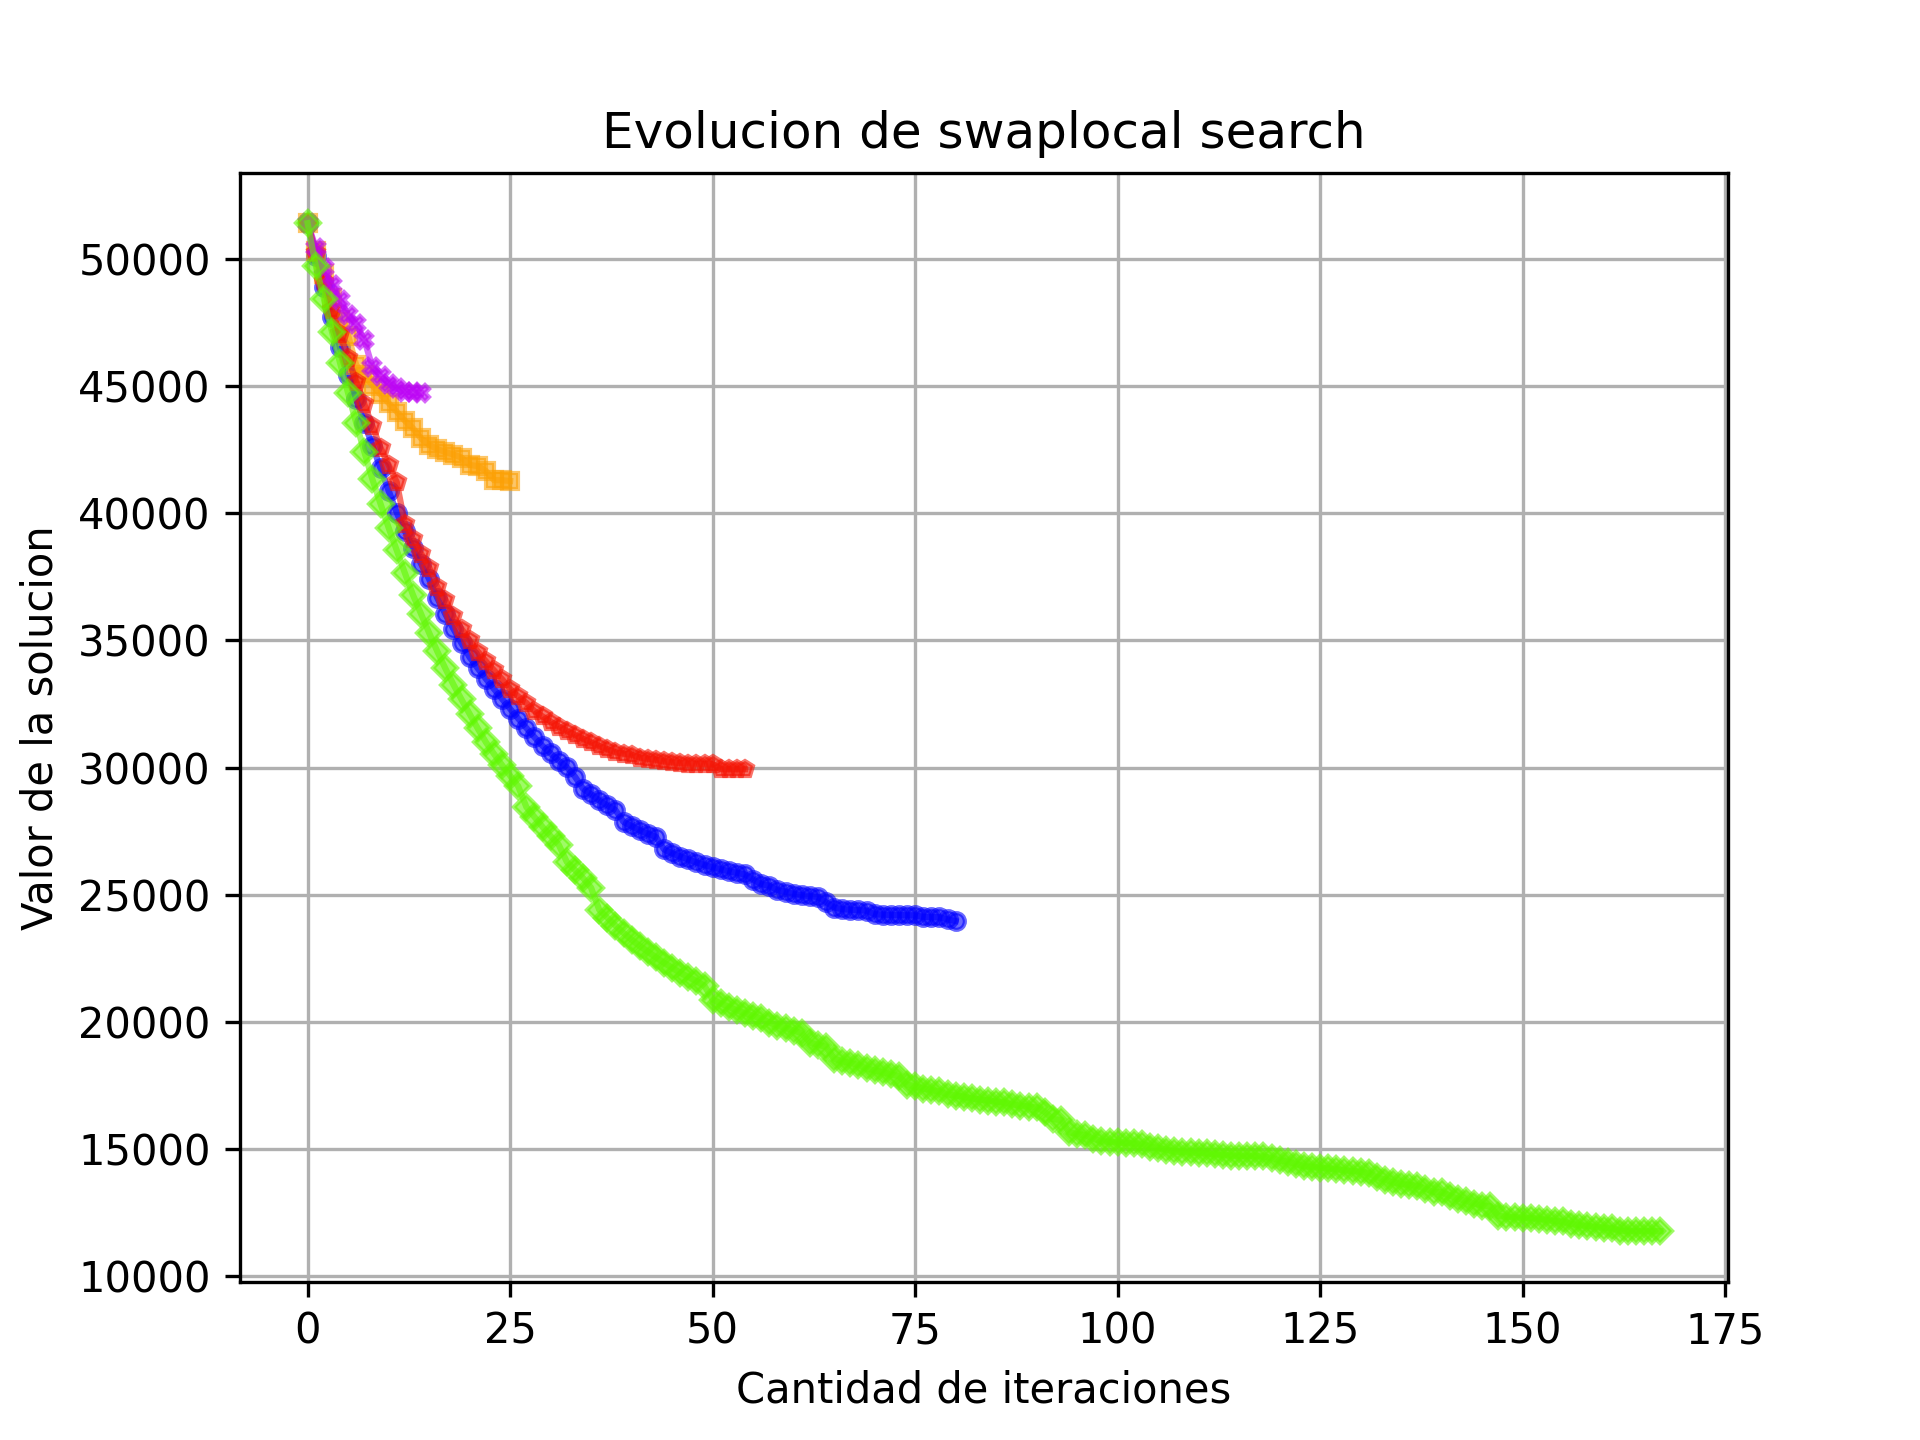 Evolucion de swaplocal search
Valor de la solucion
50000
45000
40000
35000
30000
25000
20000
15000
10000
0 25 50 75 100 125 150 175
Cantidad de iteraciones